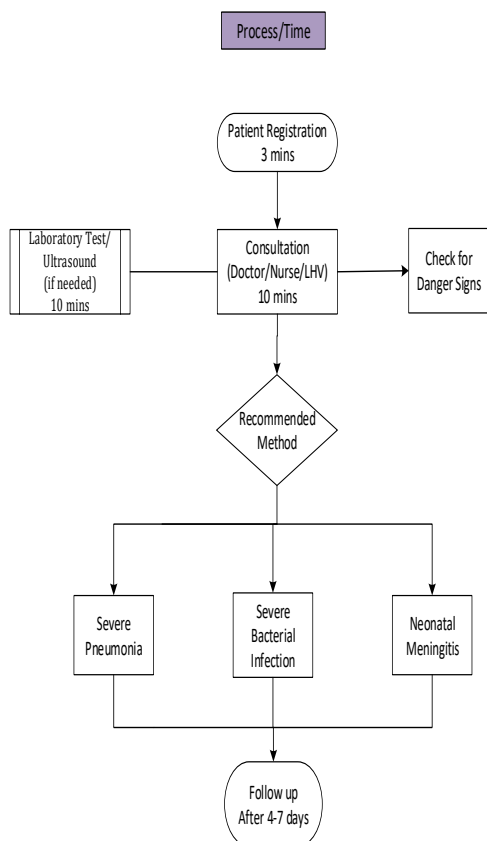 Process/Time
Patient Registration
3 mins
Laboratory Test/
Ultrasound
(if needed)
10 mins
Consultation
(Doctor/Nurse/LHV)
10 mins
Check for
Danger Signs
Recommended
Method
Severe
Pneumonia
Severe
Bacterial
Infection
Neonatal
Meningitis
Follow up
After 4-7 days